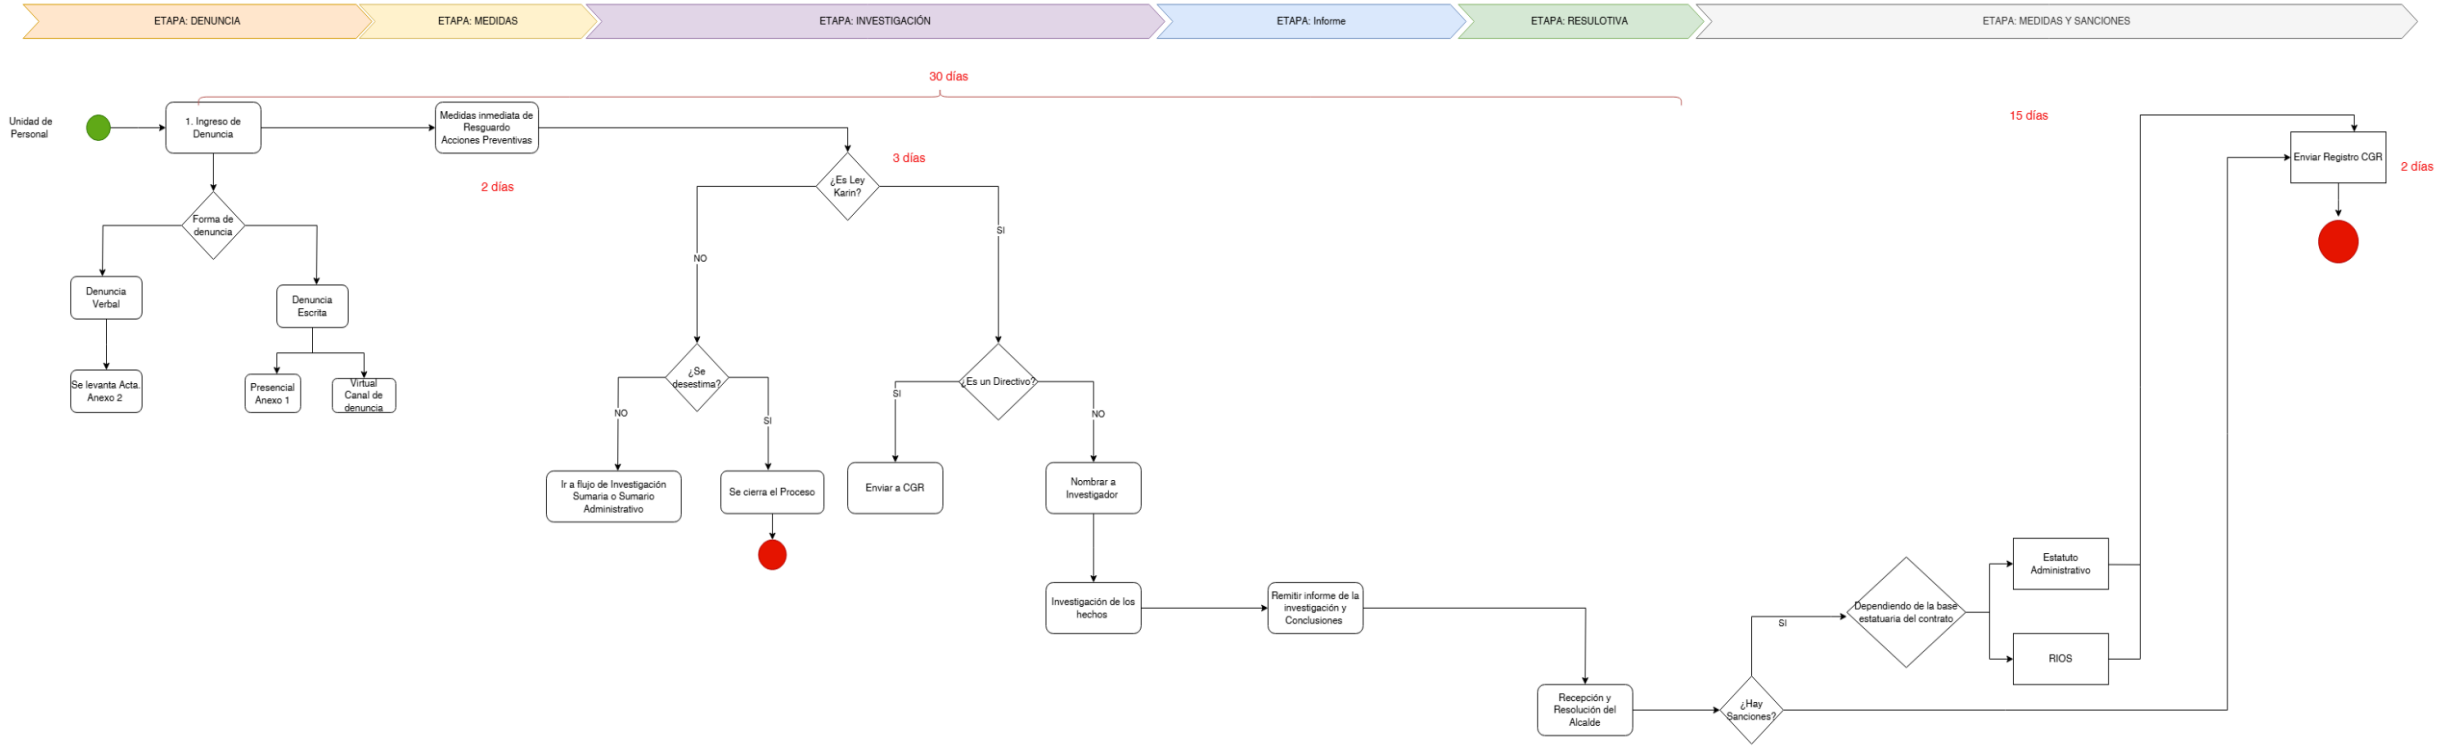 ETAPA: DENUNCIA
ETAPA: MEDIDAS
ETAPA: INVESTIGACIÓN
ETAPA: Informe
ETAPA: RESULOTIVA
ETAPA: MEDIDAS Y SANCIONES
30 días
Unidad de
Personal
1. Ingreso de
Denuncia
Medidas inmediata de
Resguardo
Acciones Preventivas
15 días
Enviar Registro CGR
2 días
3 días
¿Es Ley
Karin?
2 días
Forma de
denuncia
SI
NO
Denuncia
Verbal
Denuncia
Escrita
Se levanta Acta.
Anexo 2
Presencial
Anexo 1
Virtual
Canal de
denuncia
¿Se
desestima?
¿Es un Directivo?
NO
SI
SI
NO
Ir a flujo de Investigación
Sumaria o Sumario
Administrativo
Se cierra el Proceso
Enviar a CGR
Nombrar a
Investigador
Investigación de los
hechos
Remitir informe de la
investigación y
Conclusiones
Estatuto
Administrativo
Dependiendo de la base
estatuaria del contrato
SI
RIOS
Recepción y
Resolución del
Alcalde
¿Hay
Sanciones?